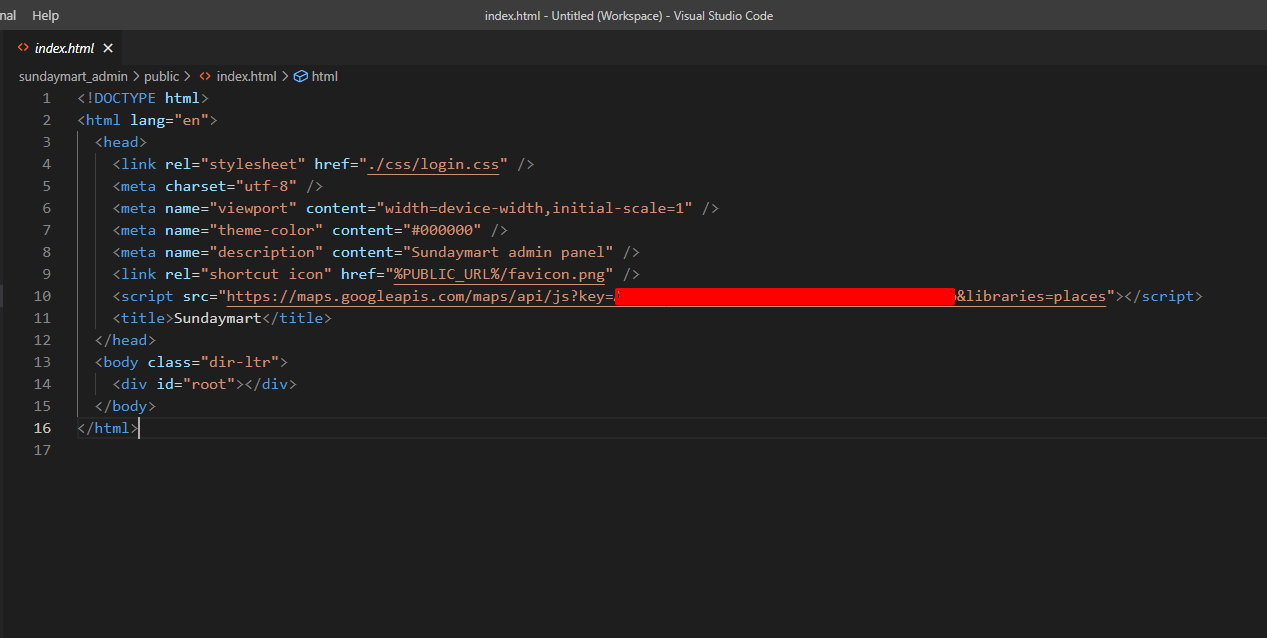 nal Help index.html - Untitled (Workspace) - Visual Studio Code
index.html
sundaymart_admin public index.html html
1 <!DOCTYPE html>
2 <html lang="en">
3 <head>
4 <link rel="stylesheet" href="./css/login.css" />
5 <meta charset="utf-8" />
6 <meta name="viewport" content="width=device-width,initial-scale=1" />
7 <meta name="theme-color" content="#000000" />
8 <meta name="description" content="Sundaymart admin panel" />
9 <link rel="shortcut icon" href="%PUBLIC_URL%/favicon.png" />
10 <script src="https://maps.googleapis.com/maps/api/js?key= &libraries=places"></script>
11 <title>Sundaymart</title>
12 </head>
13 <body class="dir-ltr">
14 <div id="root"></div>
15 </body>
16 </html>
17